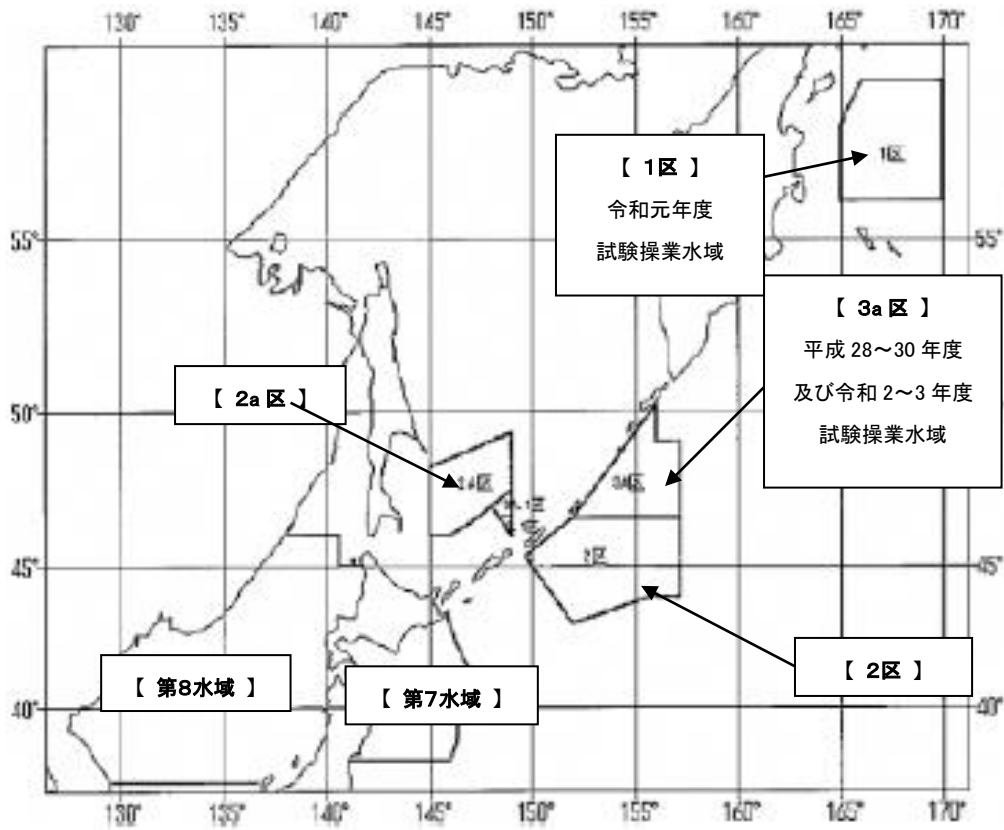 130° 135° 140° 145° 150° 155° 160° 165° 170°
【 1区 】
令和元年度
試験操業水域
1区
55° 55°
【 3a 区 】
平成 28～30 年度
及び令和 2～3 年度
試験操業水域
【 2a 区 】
50°
2a区
3a区
2区
45° 45°
【 2区 】
【 第8水域 】
【 第7水域 】
40° 40°
130° 135° 140° 145° 150° 155° 160° 165° 170°